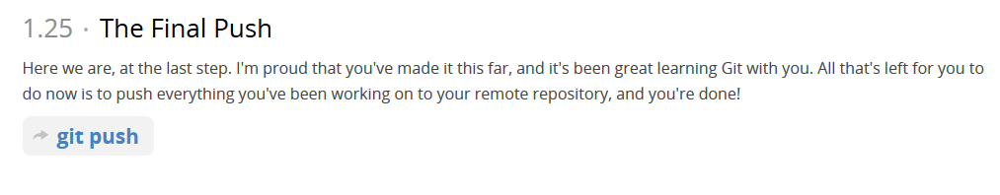 1.25 · The Final Push
Here we are, at the last step. I'm proud that you've made it this far, and it's been great learning Git with you. All that's left for you to
do now is to push everything you've been working on to your remote repository, and you're done!
git push